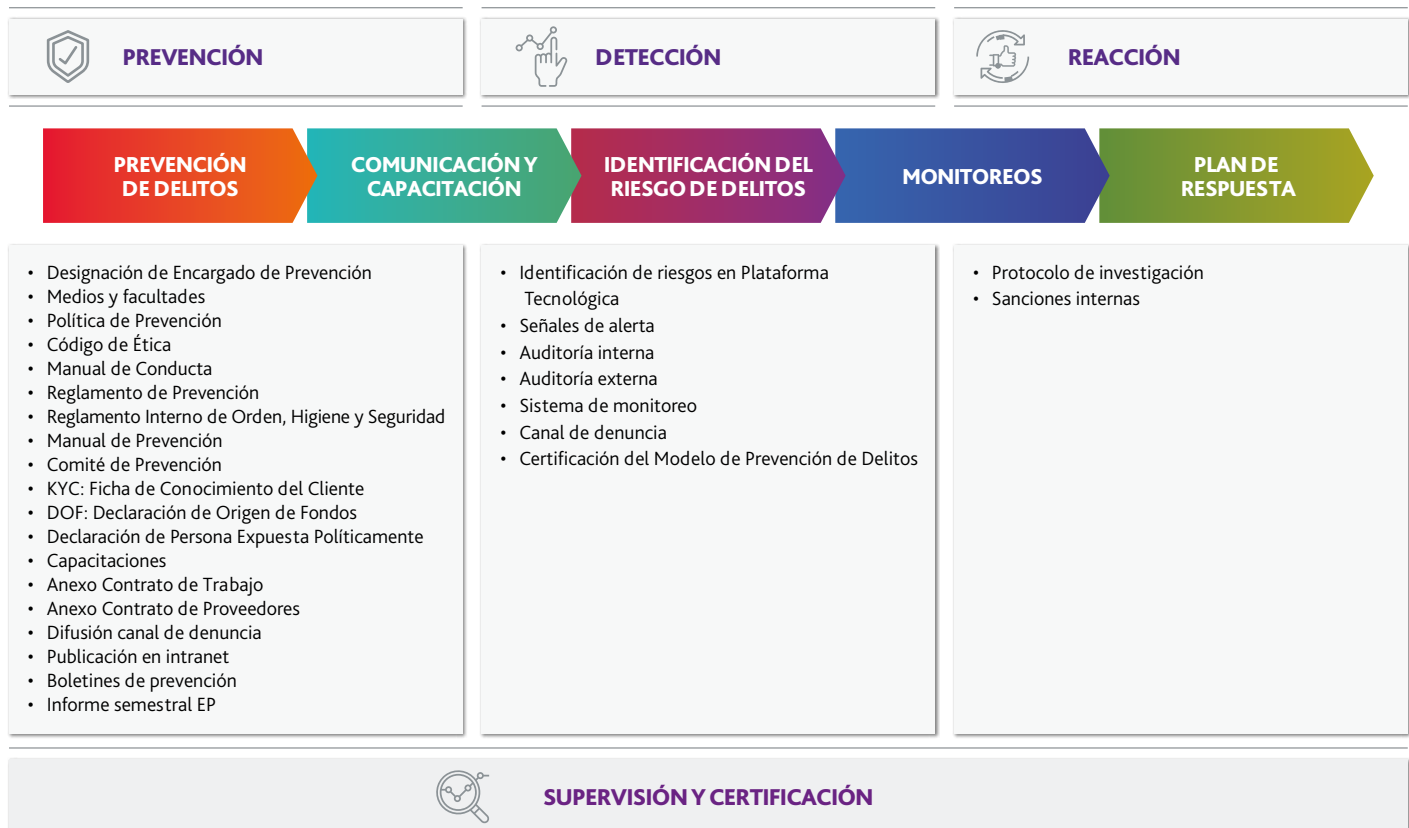 PREVENCIÓN
DETECCIÓN
REACCIÓN
PREVENCIÓN
DE DELITOS
COMUNICACIÓN Y
CAPACITACIÓN
IDENTIFICACIÓN DEL
RIESGO DE DELITOS
MONITOREOS
PLAN DE
RESPUESTA
• Designación de Encargado de Prevención
• Medios y facultades
• Política de Prevención
• Código de Ética
• Manual de Conducta
• Reglamento de Prevención
• Reglamento Interno de Orden, Higiene y Seguridad
• Manual de Prevención
• Comité de Prevención
• KYC: Ficha de Conocimiento del Cliente
• DOF: Declaración de Origen de Fondos
• Declaración de Persona Expuesta Políticamente
• Capacitaciones
• Anexo Contrato de Trabajo
• Anexo Contrato de Proveedores
• Difusión canal de denuncia
• Publicación en intranet
• Boletines de prevención
• Informe semestral EP
• Identificación de riesgos en Plataforma
Tecnológica
• Señales de alerta
• Auditoría interna
• Auditoría externa
• Sistema de monitoreo
• Canal de denuncia
• Certificación del Modelo de Prevención de Delitos
• Protocolo de investigación
• Sanciones internas
SUPERVISIÓN Y CERTIFICACIÓN